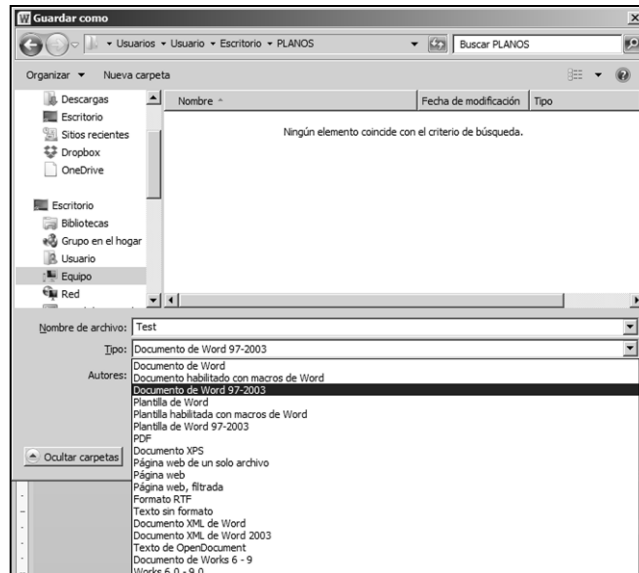 Guardar como
Usuarios Usuario Escritorio PLANOS
Buscar PLANOS
Organizar
Nueva carpeta
Descargas
Escritorio
Sitios recientes
Dropbox
OneDrive
Escritorio
Bibliotecas
Grupo en el hogar
Usuario
Equipo
Red
Nombre
Fecha de modificación
Tipo
Ningún elemento coincide con el criterio de búsqueda.
Nombre de archivo: Test
Tipo: Documento de Word 97-2003
Autores:
Documento de Word
Documento habilitado con macros de Word
Documento de Word 97-2003
Plantilla de Word
Plantilla habilitada con macros de Word
Plantilla de Word 97-2003
PDF
Documento XPS
Página web de un solo archivo
Página web
Página web, filtrada
Formato RTF
Texto sin formato
Documento XML de Word
Documento XML de Word 2003
Texto de OpenDocument
Documento de Works 6 - 9
Works 6.0 - 9.0
Ocultar carpetas